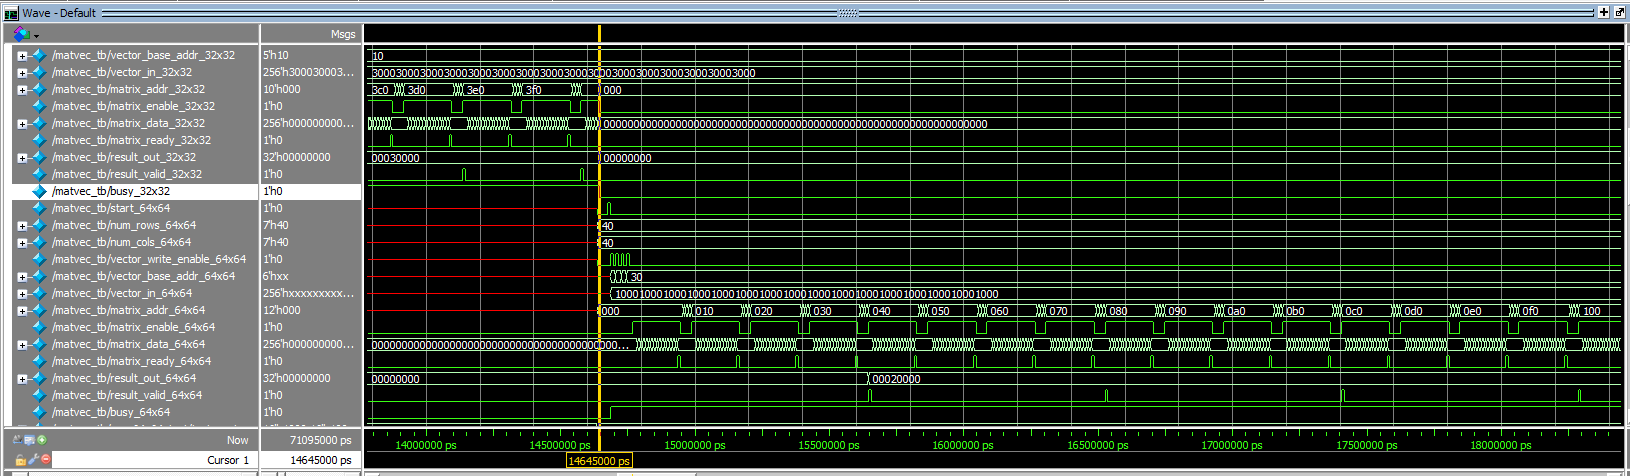 Wave - Default
Msgs
/matvec_tb/vector_base_addr_32x32 5'h10 10
/matvec_tb/vector_in_32x32 256'h300030003... 3000300030003000300030003000300030003000300030003000300030003000
/matvec_tb/matrix_addr_32x32 10'h000 3c0 3d0 3e0 3f0 000
/matvec_tb/matrix_enable_32x32 1'h0
/matvec_tb/matrix_data_32x32 256'h000000000... 0000000000000000000000000000000000000000000000000000000000000000
/matvec_tb/matrix_ready_32x32 1'h0
/matvec_tb/result_out_32x32 32'h00000000 00030000 00000000
/matvec_tb/result_valid_32x32 1'h0
/matvec_tb/busy_32x32 1'h0
/matvec_tb/start_64x64 1'h0
/matvec_tb/num_rows_64x64 7'h40 40
/matvec_tb/num_cols_64x64 7'h40 40
/matvec_tb/vector_write_enable_64x64 1'h0
/matvec_tb/vector_base_addr_64x64 6'hxx 30
/matvec_tb/vector_in_64x64 256'hxxxxxxxxx... 1000100010001000100010001000100010001000100010001000100010001000
/matvec_tb/matrix_addr_64x64 12'h000 000 010 020 030 040 050 060 070 080 090 0a0 0b0 0c0 0d0 0e0 0f0 100
/matvec_tb/matrix_enable_64x64 1'h0
/matvec_tb/matrix_data_64x64 256'h000000000...
/matvec_tb/matrix_ready_64x64 1'h0
/matvec_tb/result_out_64x64 32'h00000000 00000000 00020000
/matvec_tb/result_valid_64x64 1'h0
/matvec_tb/busy_64x64 1'h0
Now 71095000 ps 14000000 ps 14500000 ps 15000000 ps 15500000 ps 16000000 ps 16500000 ps 17000000 ps 17500000 ps 18000000 ps
Cursor 1 14645000 ps 14645000 ps